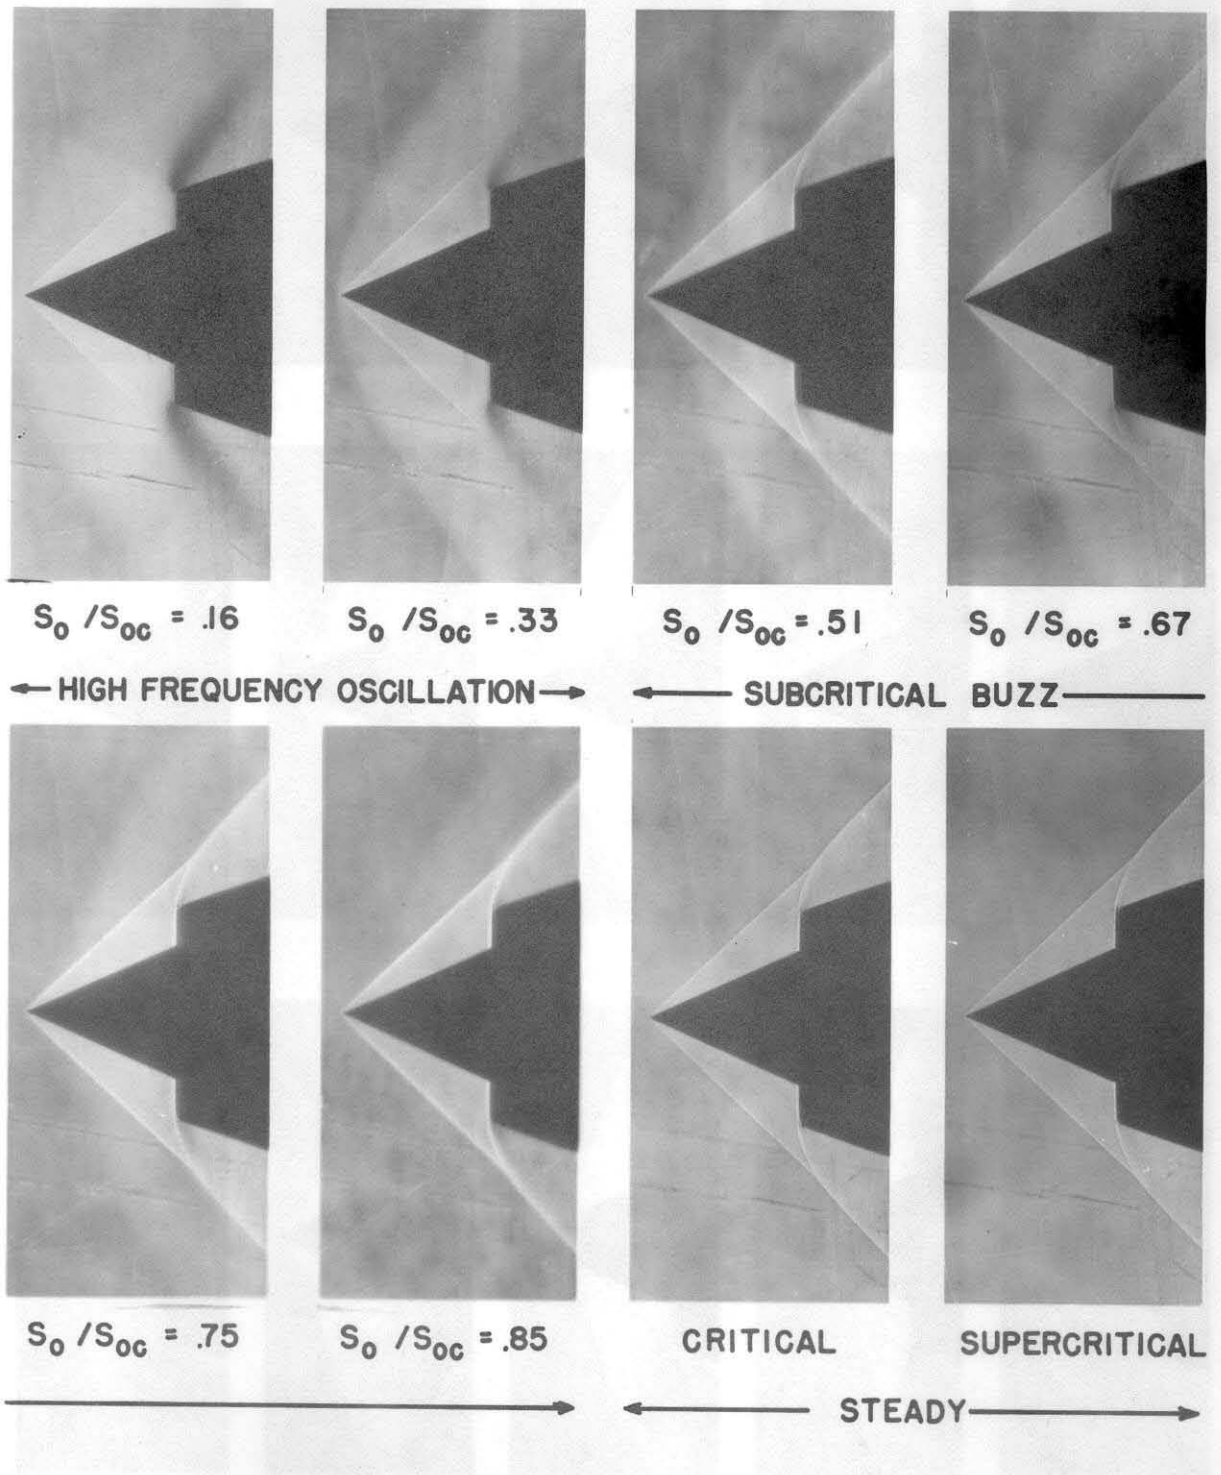 S₀ /S₀C = .16
S₀ /S₀C = .33
S₀ /S₀C = .51
S₀ /S₀C = .67
HIGH FREQUENCY OSCILLATION
SUBCRITICAL BUZZ
S₀ /S₀C = .75
S₀ /S₀C = .85
CRITICAL
SUPERCRITICAL
STEADY